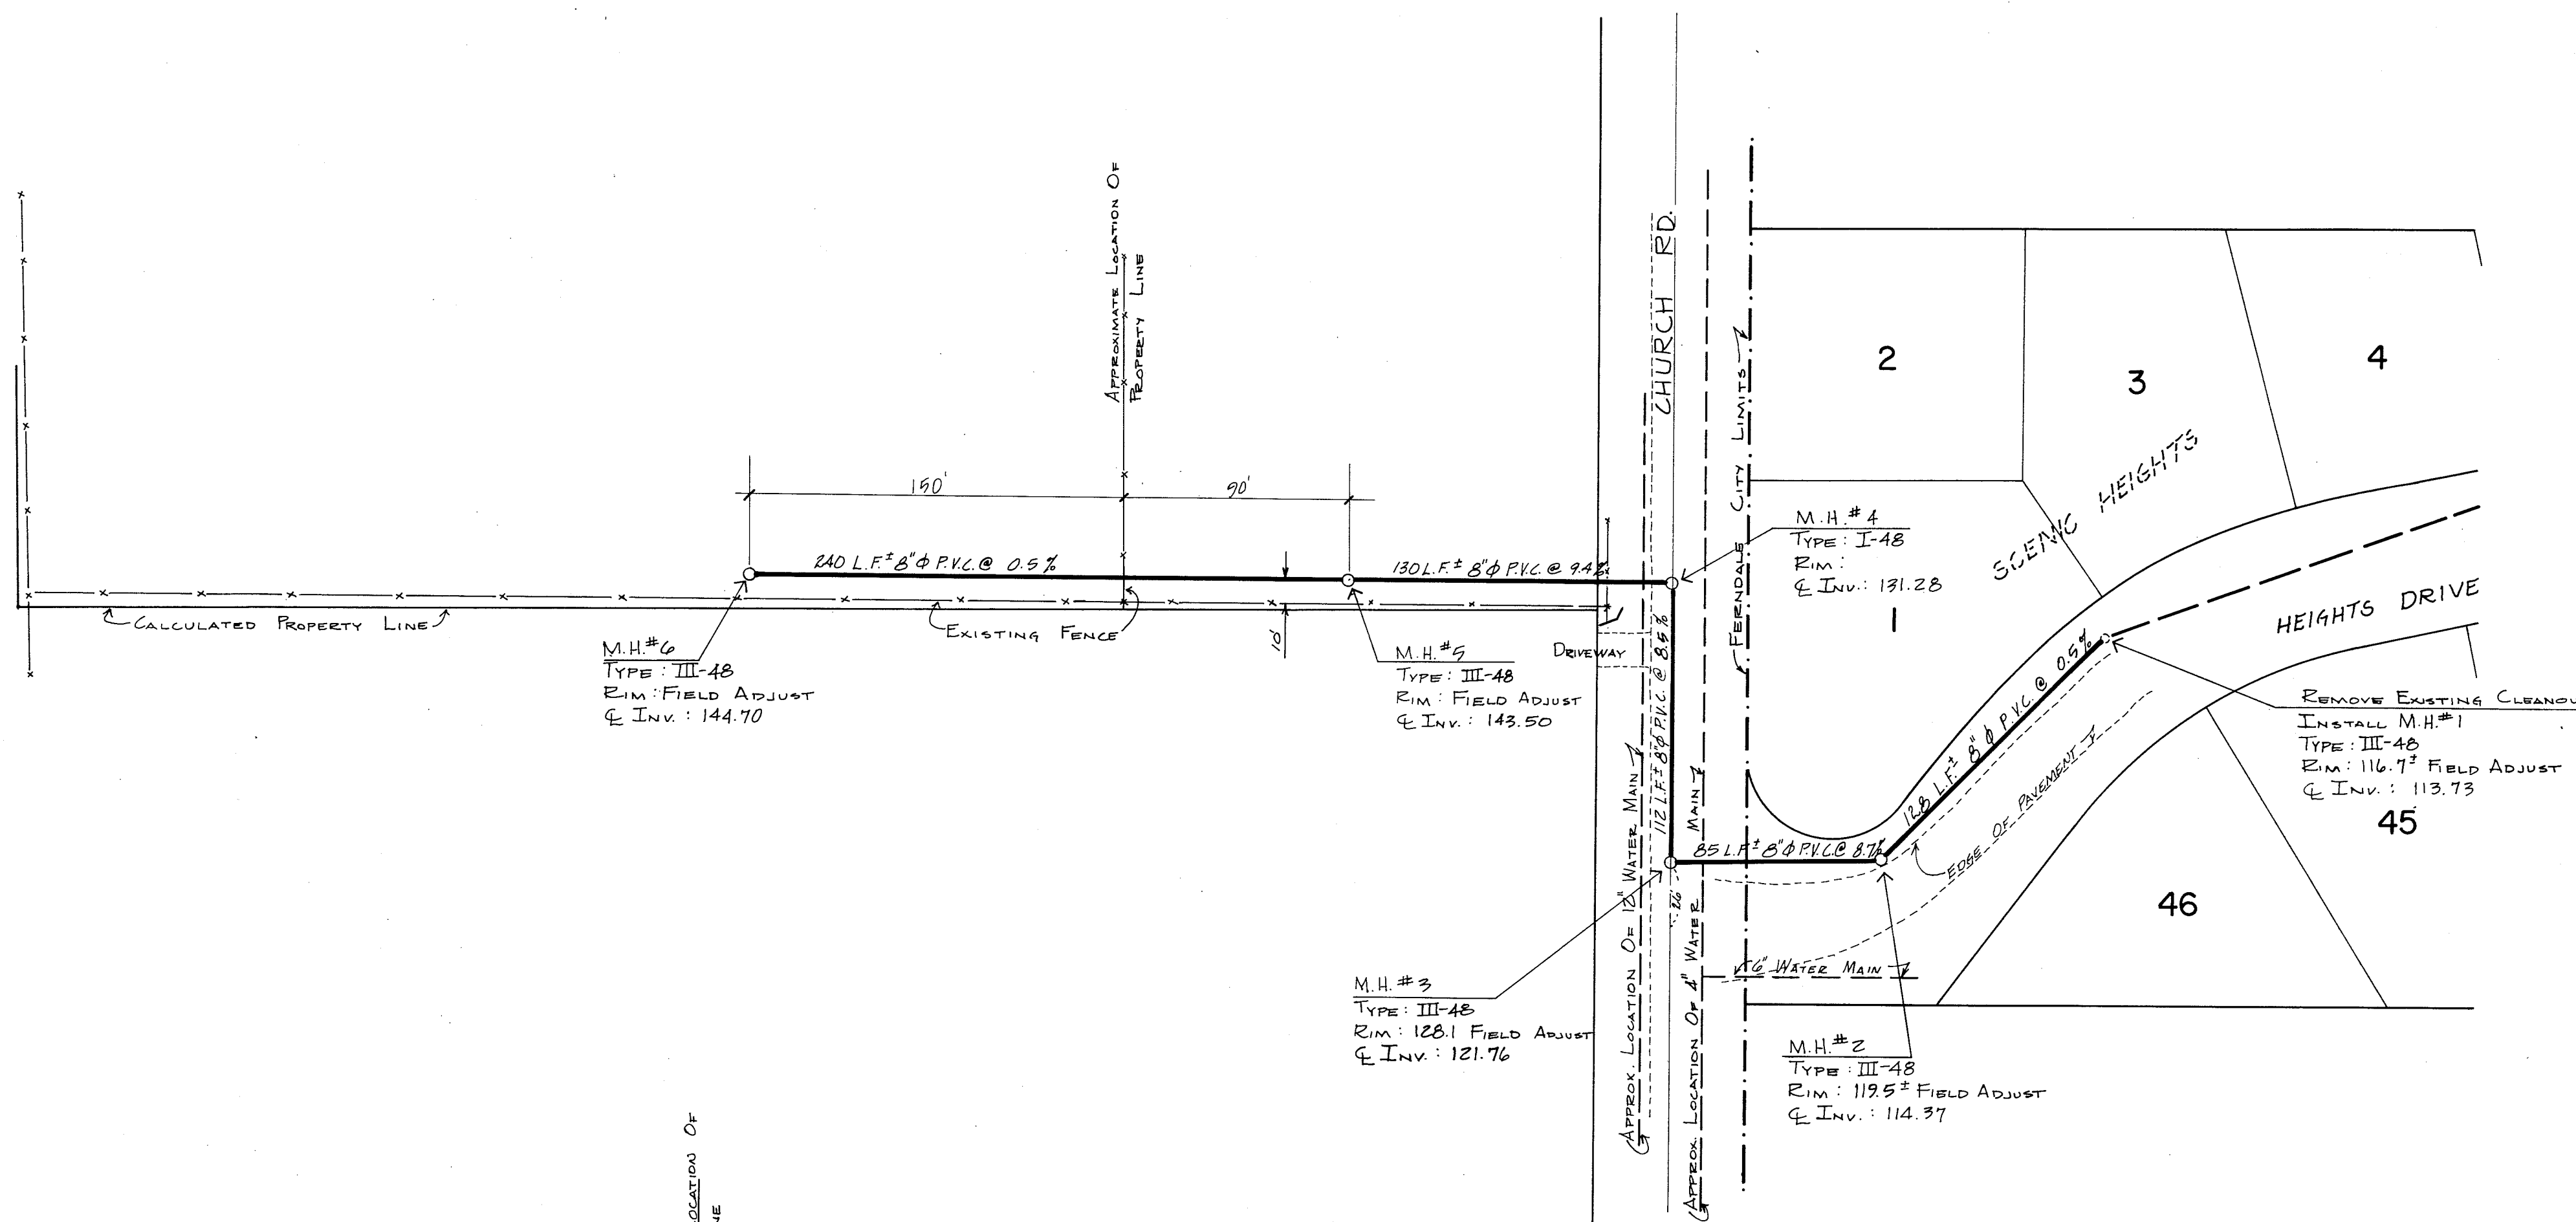 APPROXIMATE LOCATION OF
PROPERTY LINE
150'
90'
240 L.F.± 8"ϕ P.V.C. @ 0.5%
130 L.F.± 8"ϕ P.V.C. @ 9.4%
CALCULATED PROPERTY LINE
EXISTING FENCE
10'
M.H.#6
TYPE: III-48
RIM: FIELD ADJUST
℄ INV.: 144.70
M.H.#5
TYPE: III-48
RIM: FIELD ADJUST
℄ INV.: 143.50
DRIVEWAY
CHURCH RD.
112 L.F.± 8"ϕ P.V.C. @ 8.5%
FERNDALE CITY LIMITS
M.H.#4
TYPE: I-48
RIM:
℄ INV.: 131.28
2
3
4
1
SCENIC HEIGHTS
HEIGHTS DRIVE
128 L.F.± 8"ϕ P.V.C. @ 0.5%
EDGE OF PAVEMENT
85 L.F.± 8"ϕ P.V.C. @ 8.7%
26'
REMOVE EXISTING CLEANOU
INSTALL M.H.#1
TYPE: III-48
RIM: 116.7± FIELD ADJUST
℄ INV.: 113.73
45
46
6" WATER MAIN
APPROX. LOCATION OF 12" WATER MAIN
APPROX. LOCATION OF 4" WATER MAIN
M.H.#3
TYPE: III-48
RIM: 128.1 FIELD ADJUST
℄ INV.: 121.76
M.H.#2
TYPE: III-48
RIM: 119.5± FIELD ADJUST
℄ INV.: 114.37
OCATION OF
NE